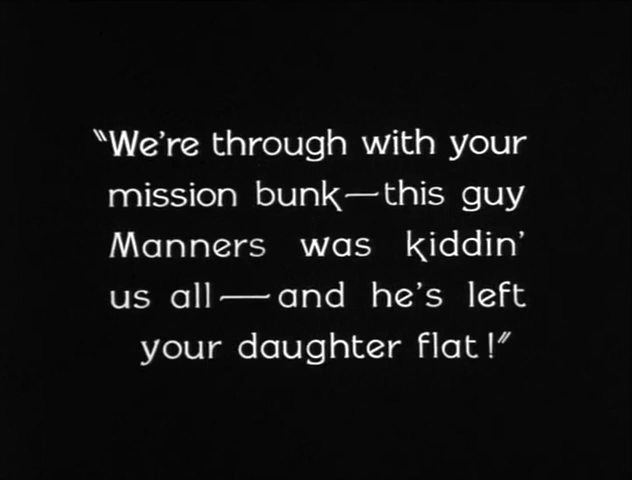 "We're through with your
mission bunk—this guy
Manners was kiddin'
us all—and he's left
your daughter flat!"